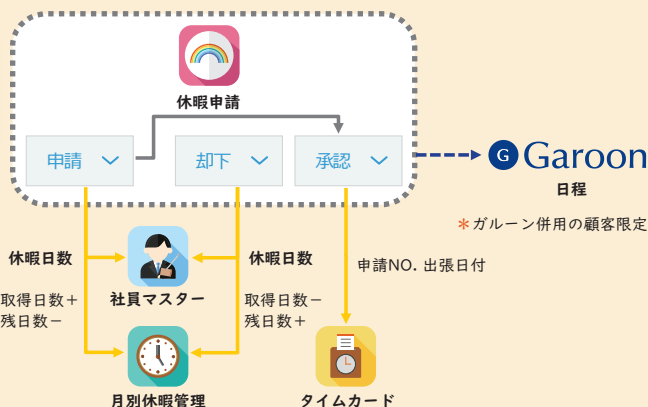 休暇申請
申請
却下
承認
G Garoon
日程
*ガルーン併用の顧客限定
休暇日数
休暇日数
申請NO. 出張日付
取得日数+
残日数−
社員マスター
取得日数−
残日数+
月別休暇管理
タイムカード